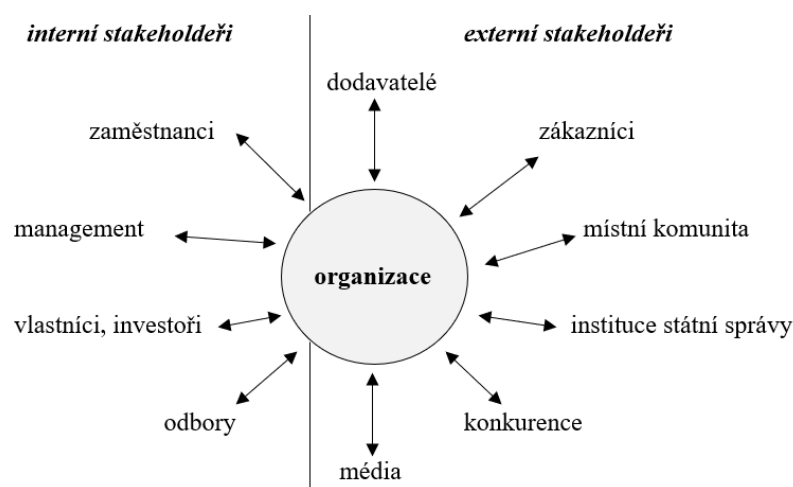 interní stakeholdeři
externí stakeholdeři
dodavatelé
zaměstnanci
zákazníci
management
místní komunita
organizace
vlastníci, investoři
instituce státní správy
odbory
konkurence
média